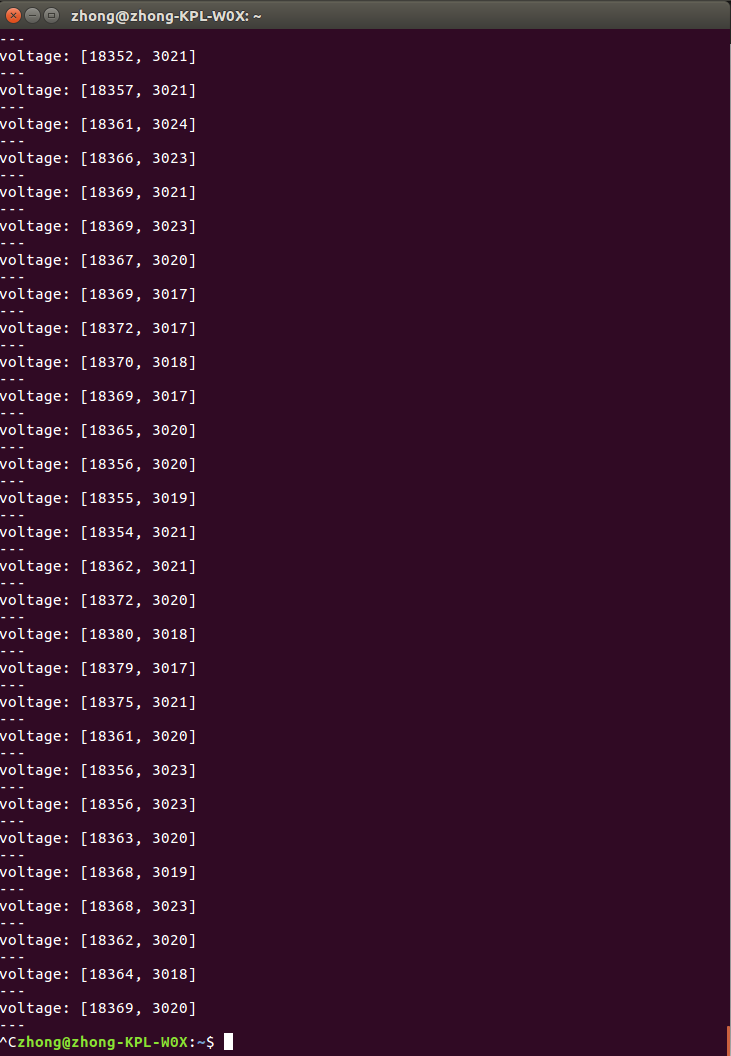 zhong@zhong-KPL-W0X: ~
---
voltage: [18352, 3021]
---
voltage: [18357, 3021]
---
voltage: [18361, 3024]
---
voltage: [18366, 3023]
---
voltage: [18369, 3021]
---
voltage: [18369, 3023]
---
voltage: [18367, 3020]
---
voltage: [18369, 3017]
---
voltage: [18372, 3017]
---
voltage: [18370, 3018]
---
voltage: [18369, 3017]
---
voltage: [18365, 3020]
---
voltage: [18356, 3020]
---
voltage: [18355, 3019]
---
voltage: [18354, 3021]
---
voltage: [18362, 3021]
---
voltage: [18372, 3020]
---
voltage: [18380, 3018]
---
voltage: [18379, 3017]
---
voltage: [18375, 3021]
---
voltage: [18361, 3020]
---
voltage: [18356, 3023]
---
voltage: [18356, 3023]
---
voltage: [18363, 3020]
---
voltage: [18368, 3019]
---
voltage: [18368, 3023]
---
voltage: [18362, 3020]
---
voltage: [18364, 3018]
---
voltage: [18369, 3020]
---
^Czhong@zhong-KPL-W0X:~$